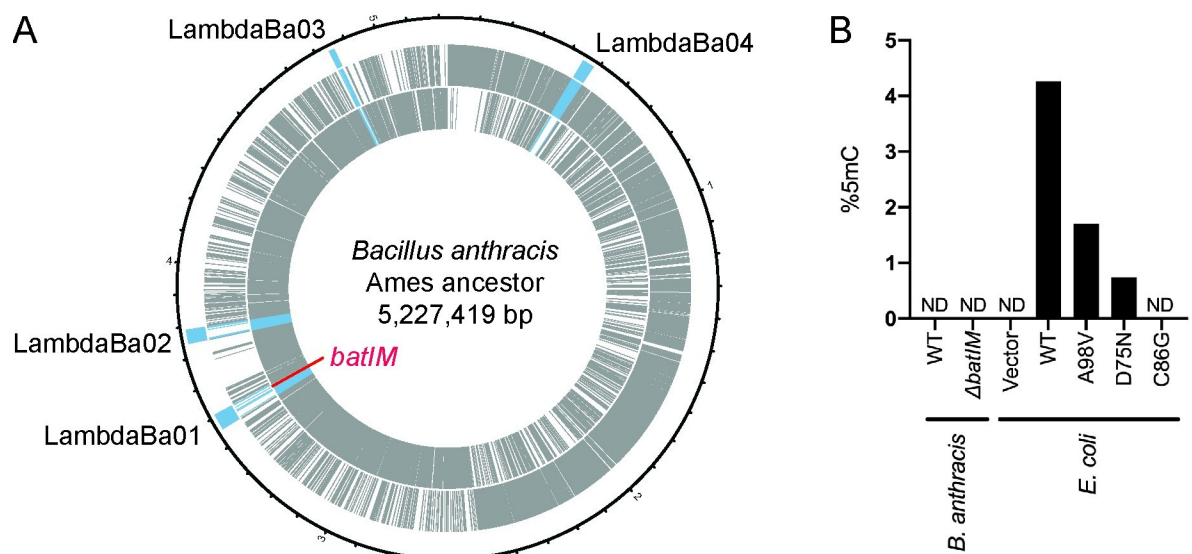 A
LambdaBa03
LambdaBa04
5
1
4
Bacillus anthracis
Ames ancestor
5,227,419 bp
LambdaBa02
batIM
LambdaBa01
2
3
B
%5mC
5
4
3
2
1
0
ND
ND
ND
ND
WT
ΔbatIM
Vector
WT
A98V
D75N
C86G
B. anthracis
E. coli